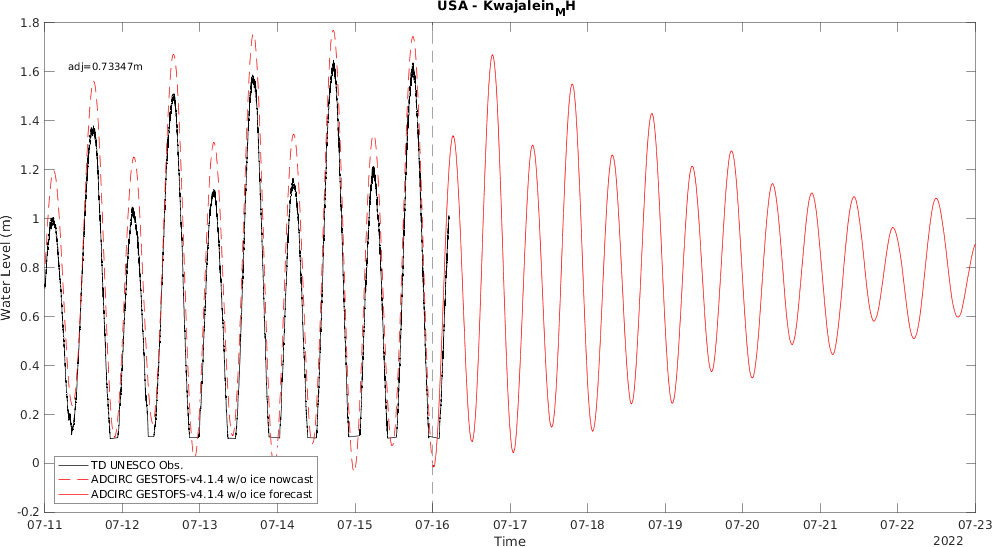 USA - Kwajalein_MH
1.8
1.6
1.4
1.2
1
0.8
0.6
0.4
0.2
0
-0.2
Water Level (m)
adj=0.73347m
TD UNESCO Obs.
ADCIRC GESTOFS-v4.1.4 w/o ice nowcast
ADCIRC GESTOFS-v4.1.4 w/o ice forecast
07-11 07-12 07-13 07-14 07-15 07-16 07-17 07-18 07-19 07-20 07-21 07-22 07-23
Time
2022